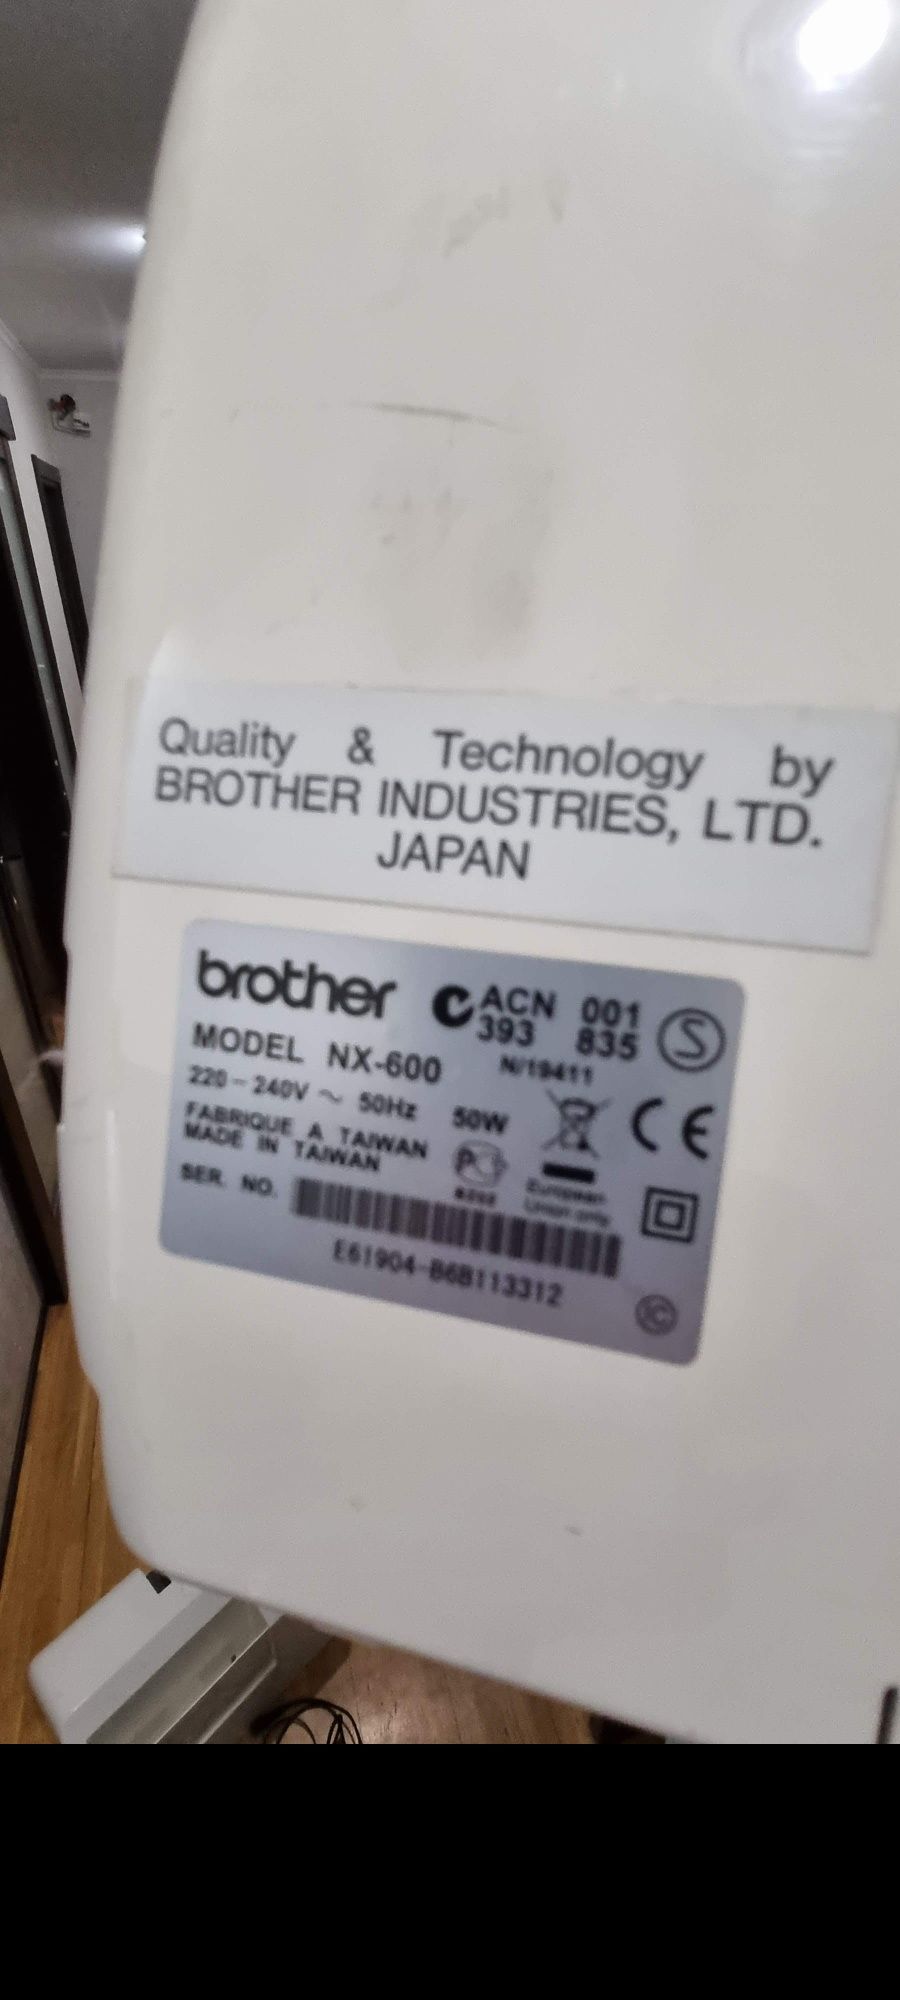 Quality & Technology by
BROTHER INDUSTRIES, LTD.
JAPAN
brother ACN 001
393 835
MODEL NX-600 N/19411
220-240V ~ 50Hz 50W
FABRIQUE A TAIWAN
MADE IN TAIWAN
European
Union only
SER. NO.
E61904-B6B113312